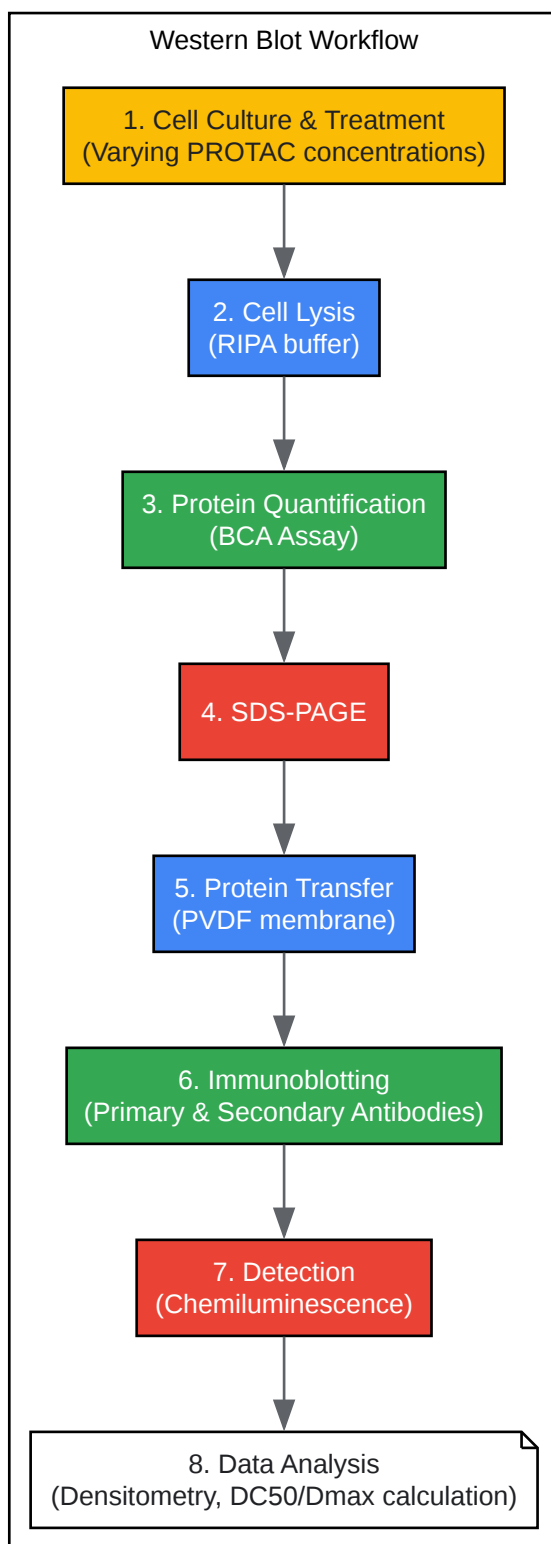 Western Blot Workflow
1. Cell Culture & Treatment
(Varying PROTAC concentrations)
2. Cell Lysis
(RIPA buffer)
3. Protein Quantification
(BCA Assay)
4. SDS-PAGE
5. Protein Transfer
(PVDF membrane)
6. Immunoblotting
(Primary & Secondary Antibodies)
7. Detection
(Chemiluminescence)
8. Data Analysis
(Densitometry, DC50/Dmax calculation)